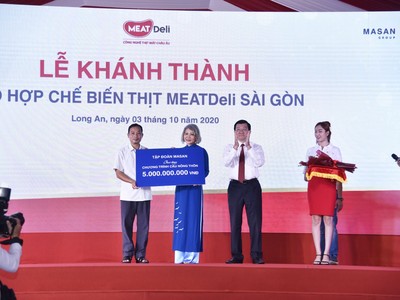 MEAT Deli
CÔNG NGHỆ THỊT MÁT CHÂU ÂU
MASAN
GROUP
LỄ KHÁNH THÀNH
HỢP CHẾ BIẾN THỊT MEATDeli SÀI GÒN
Long An, ngày 03 tháng 10 năm 2020
TẬP ĐOÀN MASAN
CHƯƠNG TRÌNH CẦU NÔNG THÔN
5.000.000.000 VNĐ